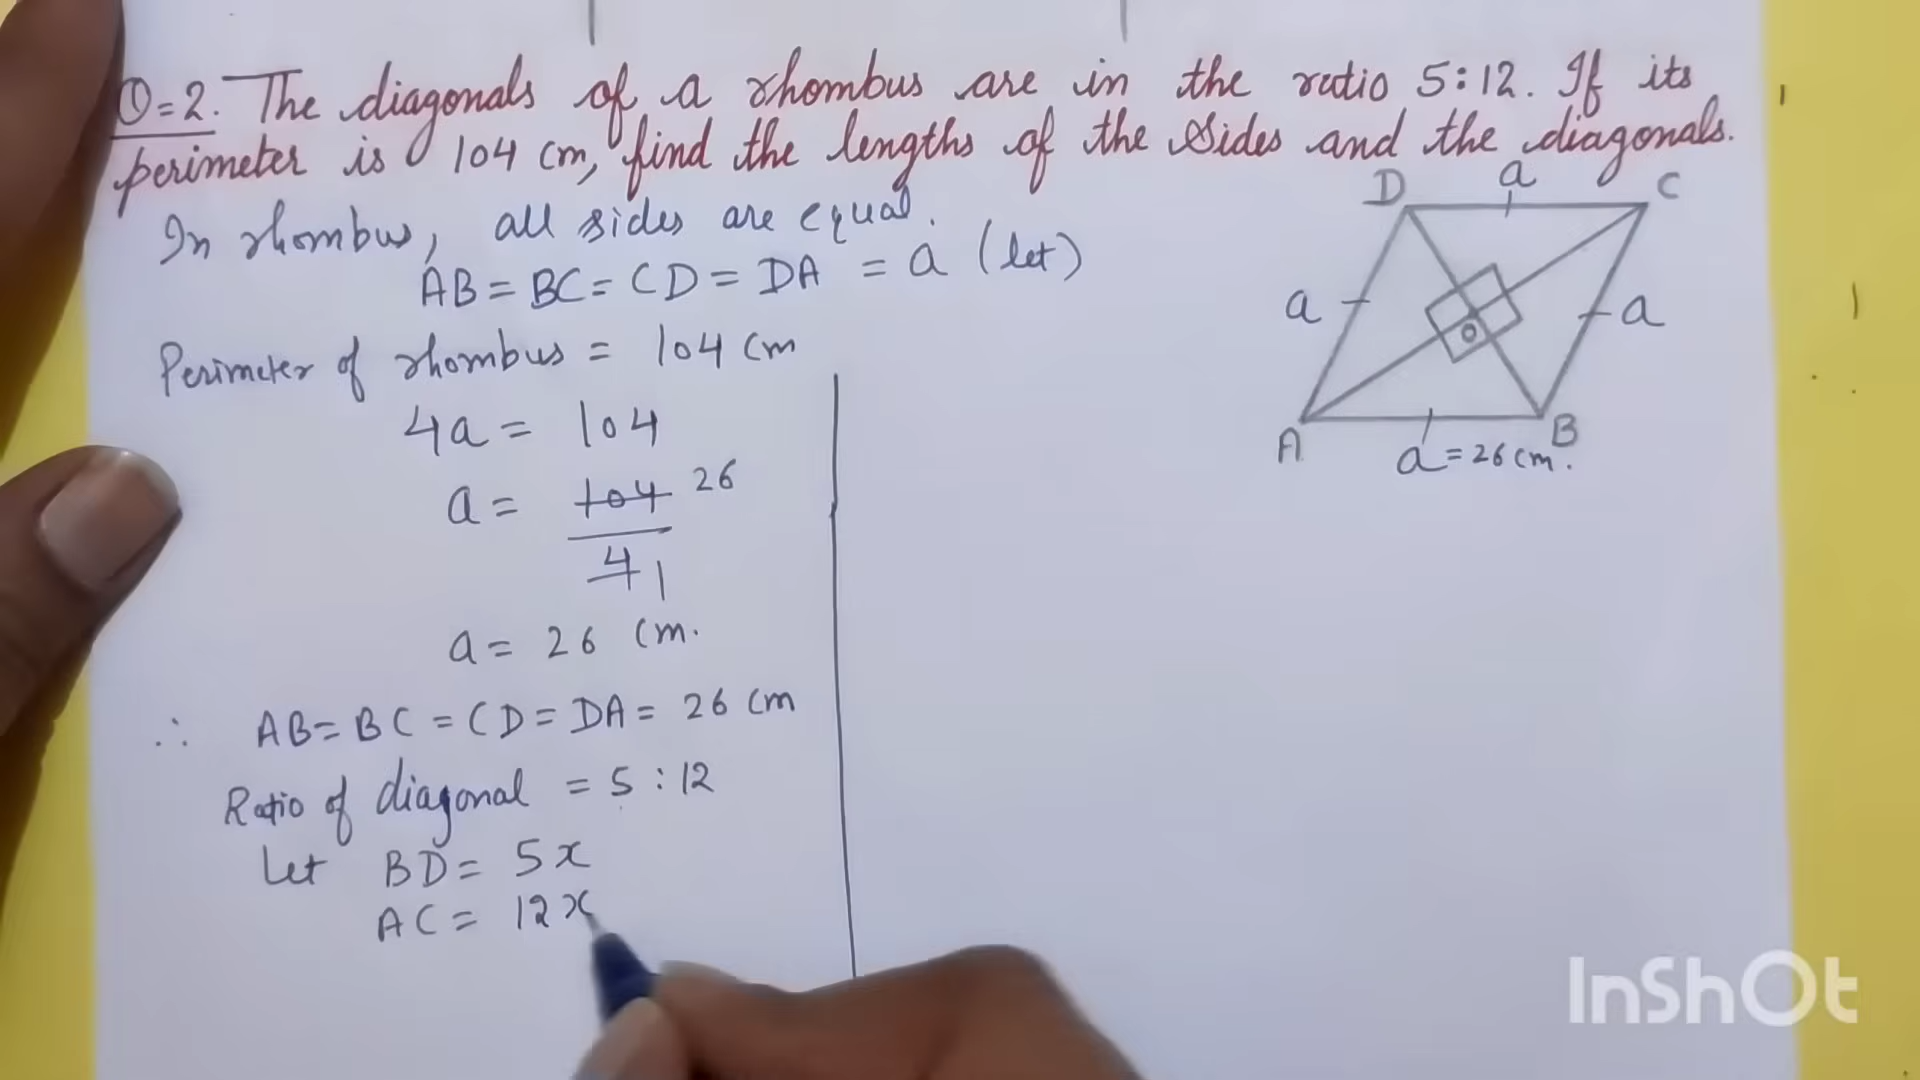 Q=2. The diagonals of a rhombus are in the ratio 5:12. If its
perimeter is 104 cm, find the lengths of the sides and the diagonals.
In rhombus, all sides are equal.
AB = BC = CD = DA = a (let)
Perimeter of rhombus = 104 cm
4a = 104
a = 104 26
4 1
a = 26 cm.
∴ AB = BC = CD = DA = 26 cm
Ratio of diagonal = 5 : 12
Let BD = 5x
AC = 12x
D a C
a a
O
A B
a = 26 cm.
InShOt